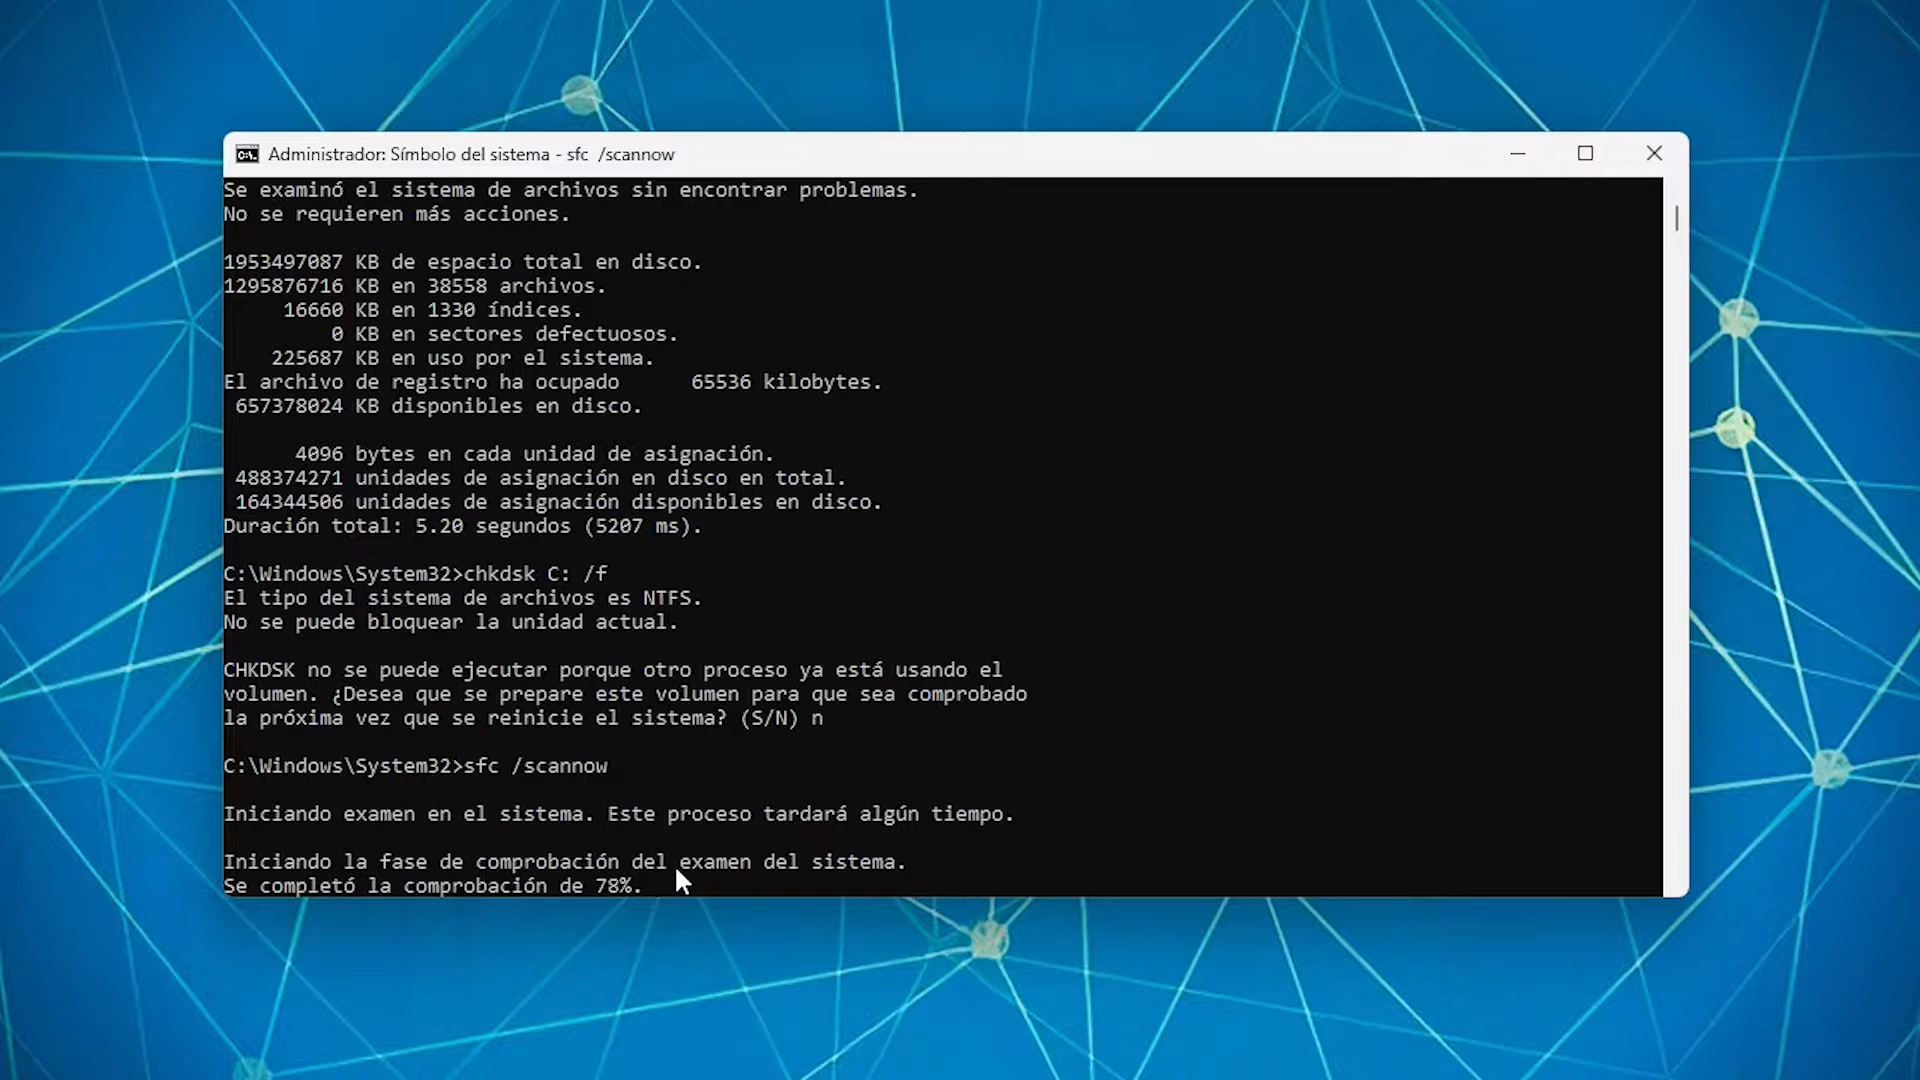 Administrador: Símbolo del sistema - sfc /scannow
Se examinó el sistema de archivos sin encontrar problemas.
No se requieren más acciones.
1953497087 KB de espacio total en disco.
1295876716 KB en 38558 archivos.
16660 KB en 1330 índices.
0 KB en sectores defectuosos.
225687 KB en uso por el sistema.
El archivo de registro ha ocupado 65536 kilobytes.
657378024 KB disponibles en disco.
4096 bytes en cada unidad de asignación.
488374271 unidades de asignación en disco en total.
164344506 unidades de asignación disponibles en disco.
Duración total: 5.20 segundos (5207 ms).
C:\Windows\System32>chkdsk C: /f
El tipo del sistema de archivos es NTFS.
No se puede bloquear la unidad actual.
CHKDSK no se puede ejecutar porque otro proceso ya está usando el
volumen. ¿Desea que se prepare este volumen para que sea comprobado
la próxima vez que se reinicie el sistema? (S/N) n
C:\Windows\System32>sfc /scannow
Iniciando examen en el sistema. Este proceso tardará algún tiempo.
Iniciando la fase de comprobación del examen del sistema.
Se completó la comprobación de 78%.